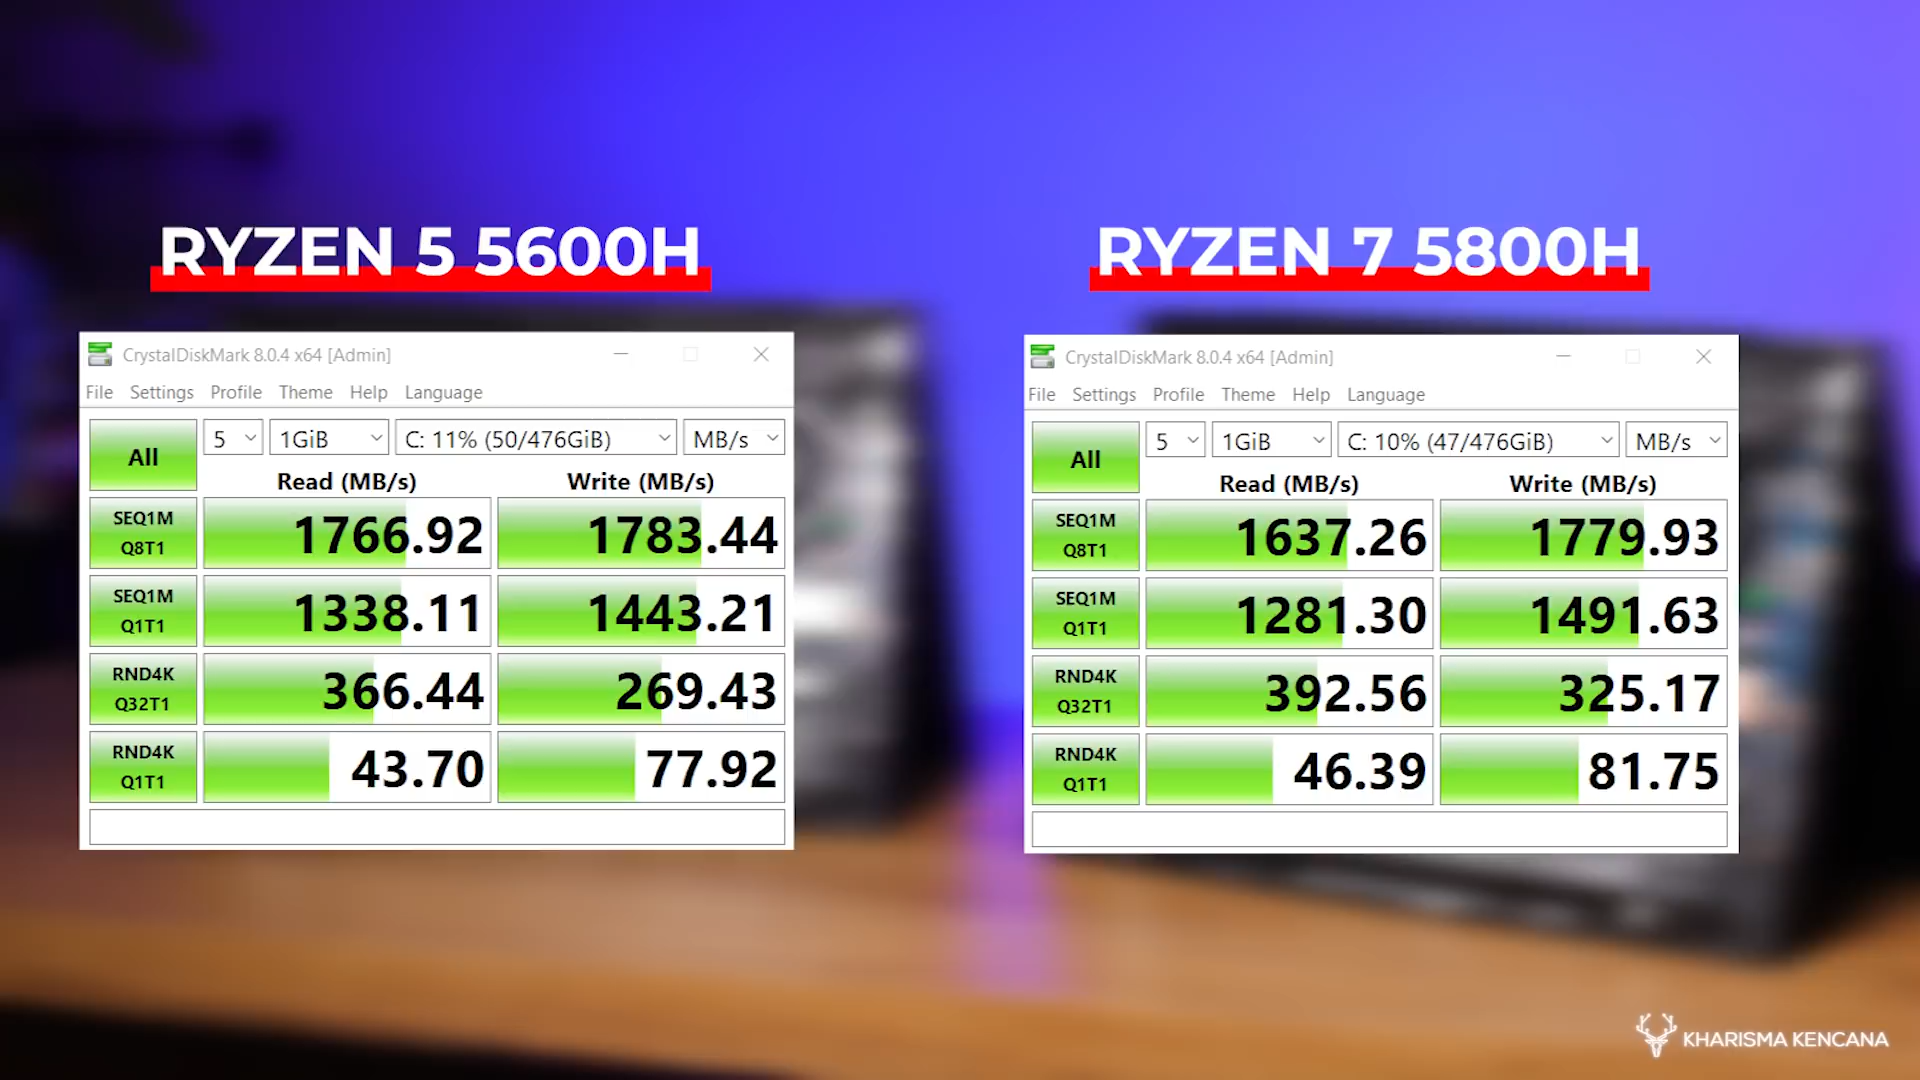 RYZEN 5 5600H
CrystalDiskMark 8.0.4 x64 [Admin]
File Settings Profile Theme Help Language
All 5 1GiB C: 11% (50/476GiB) MB/s
Read (MB/s) Write (MB/s)
SEQ1M Q8T1 1766.92 1783.44
SEQ1M Q1T1 1338.11 1443.21
RND4K Q32T1 366.44 269.43
RND4K Q1T1 43.70 77.92
RYZEN 7 5800H
CrystalDiskMark 8.0.4 x64 [Admin]
File Settings Profile Theme Help Language
All 5 1GiB C: 10% (47/476GiB) MB/s
Read (MB/s) Write (MB/s)
SEQ1M Q8T1 1637.26 1779.93
SEQ1M Q1T1 1281.30 1491.63
RND4K Q32T1 392.56 325.17
RND4K Q1T1 46.39 81.75
KHARISMA KENCANA